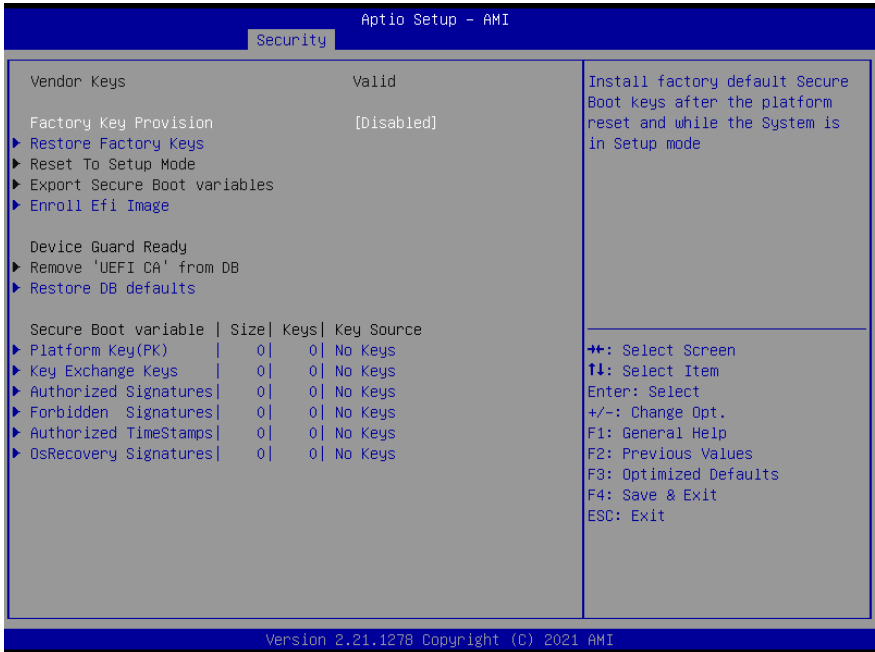 Aptio Setup – AMI
Security
Vendor Keys Valid
Factory Key Provision [Disabled]
Restore Factory Keys
Reset To Setup Mode
Export Secure Boot variables
Enroll Efi Image
Device Guard Ready
Remove 'UEFI CA' from DB
Restore DB defaults
Secure Boot variable | Size| Keys| Key Source
Platform Key(PK) | 0| 0| No Keys
Key Exchange Keys | 0| 0| No Keys
Authorized Signatures| 0| 0| No Keys
Forbidden Signatures| 0| 0| No Keys
Authorized TimeStamps| 0| 0| No Keys
OsRecovery Signatures| 0| 0| No Keys
Install factory default Secure
Boot keys after the platform
reset and while the System is
in Setup mode
→←: Select Screen
↑↓: Select Item
Enter: Select
+/-: Change Opt.
F1: General Help
F2: Previous Values
F3: Optimized Defaults
F4: Save & Exit
ESC: Exit
Version 2.21.1278 Copyright (C) 2021 AMI